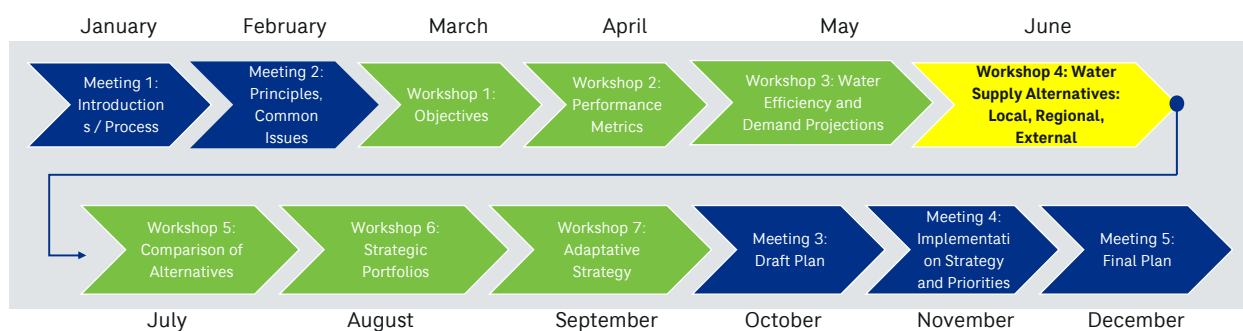 January
February
March
April
May
June
Meeting 1:
Introduction
s / Process
Meeting 2:
Principles,
Common
Issues
Workshop 1:
Objectives
Workshop 2:
Performance
Metrics
Workshop 3: Water
Efficiency and
Demand Projections
Workshop 4: Water
Supply Alternatives:
Local, Regional,
External
Workshop 5:
Comparison of
Alternatives
Workshop 6:
Strategic
Portfolios
Workshop 7:
Adaptative
Strategy
Meeting 3:
Draft Plan
Meeting 4:
Implementati
on Strategy
and Priorities
Meeting 5:
Final Plan
July
August
September
October
November
December